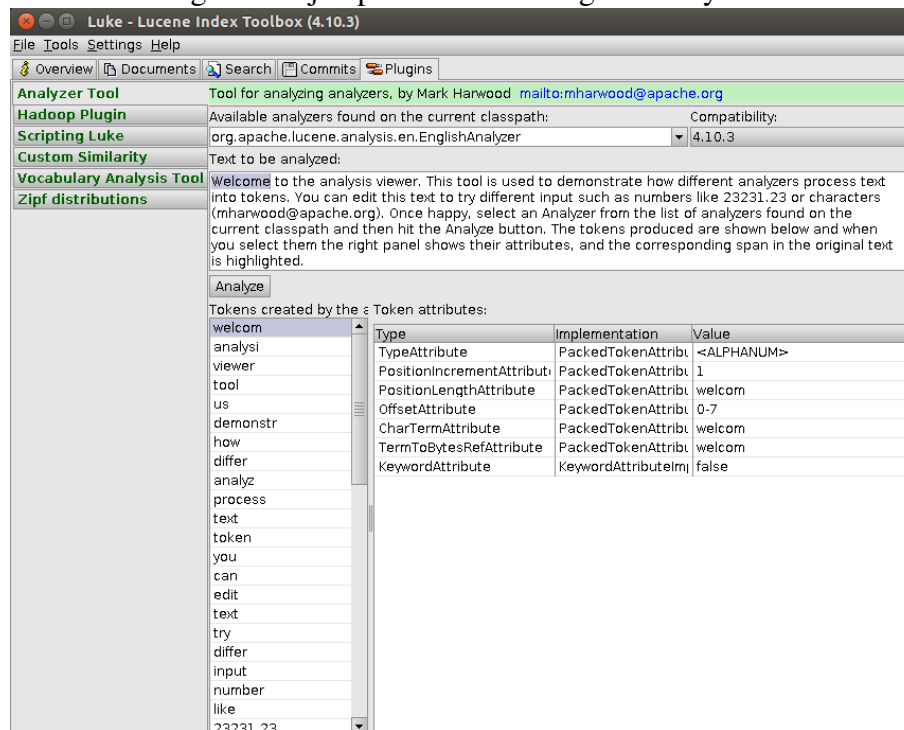 Luke - Lucene Index Toolbox (4.10.3)
File Tools Settings Help
Overview Documents Search Commits Plugins
Analyzer Tool
Hadoop Plugin
Scripting Luke
Custom Similarity
Vocabulary Analysis Tool
Zipf distributions
Tool for analyzing analyzers, by Mark Harwood mailto:mharwood@apache.org
Available analyzers found on the current classpath: Compatibility:
org.apache.lucene.analysis.en.EnglishAnalyzer 4.10.3
Text to be analyzed:
Welcome to the analysis viewer. This tool is used to demonstrate how different analyzers process text
into tokens. You can edit this text to try different input such as numbers like 23231.23 or characters
(mharwood@apache.org). Once happy, select an Analyzer from the list of analyzers found on the
current classpath and then hit the Analyze button. The tokens produced are shown below and when
you select them the right panel shows their attributes, and the corresponding span in the original text
is highlighted.
Analyze
Tokens created by the a
welcom
analysi
viewer
tool
us
demonstr
how
differ
analyz
process
text
token
you
can
edit
text
try
differ
input
number
like
23231.23
Token attributes:
Type Implementation Value
TypeAttribute PackedTokenAttribu <ALPHANUM>
PositionIncrementAttribut PackedTokenAttribu 1
PositionLengthAttribute PackedTokenAttribu welcom
OffsetAttribute PackedTokenAttribu 0-7
CharTermAttribute PackedTokenAttribu welcom
TermToBytesRefAttribute PackedTokenAttribu welcom
KeywordAttribute KeywordAttributeImp false